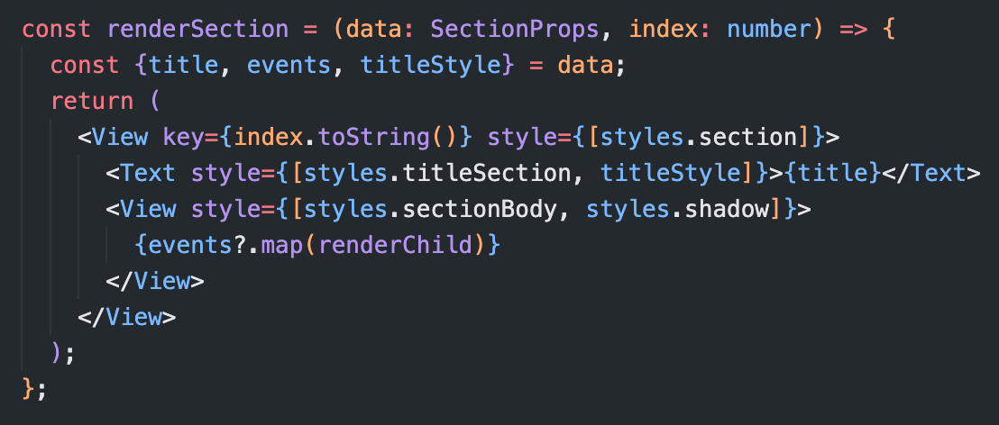 const renderSection = (data: SectionProps, index: number) => {
  const {title, events, titleStyle} = data;
  return (
    <View key={index.toString()} style={[styles.section]}>
      <Text style={[styles.titleSection, titleStyle]}>{title}</Text>
      <View style={[styles.sectionBody, styles.shadow]}>
        {events?.map(renderChild)}
      </View>
    </View>
  );
};